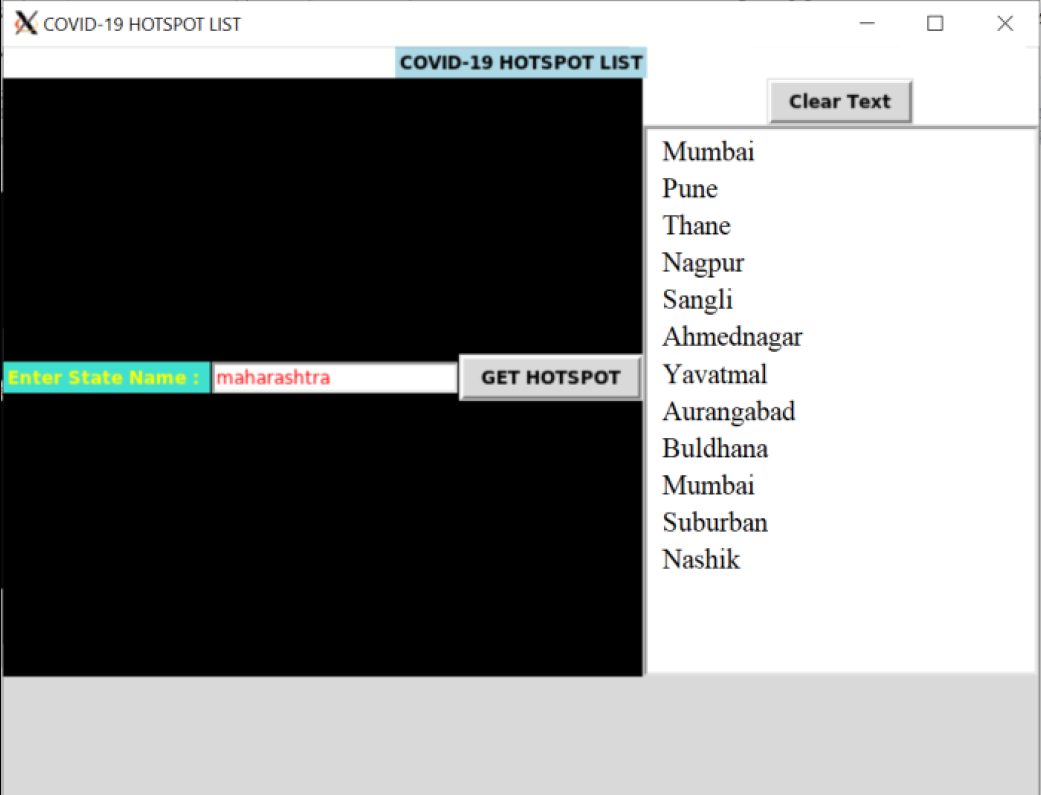 COVID-19 HOTSPOT LIST
COVID-19 HOTSPOT LIST
Clear Text
Enter State Name :
maharashtra
GET HOTSPOT
Mumbai
Pune
Thane
Nagpur
Sangli
Ahmednagar
Yavatmal
Aurangabad
Buldhana
Mumbai
Suburban
Nashik